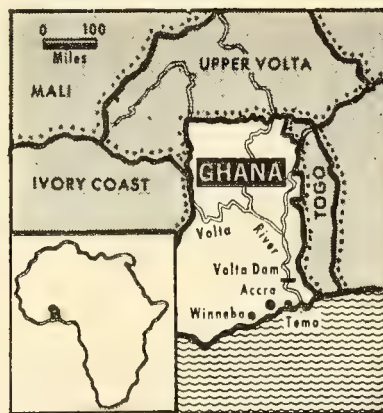 0 100
Miles
UPPER VOLTA
MALI
GHANA
IVORY COAST
TOGO
Volta
River
Volta Dam
Accra
Winneba
Tema